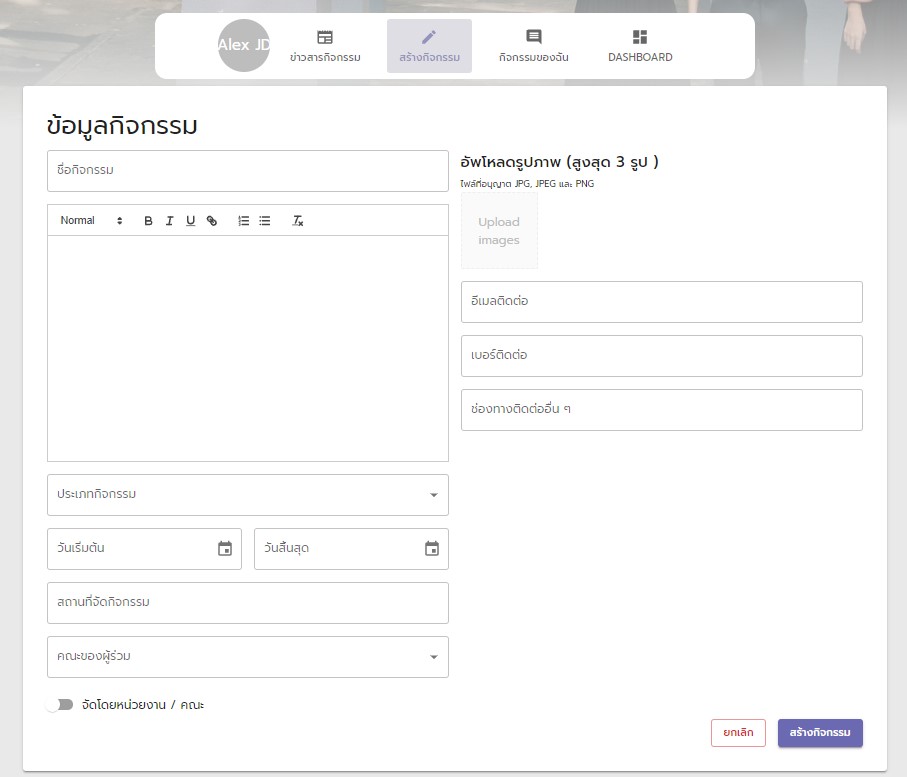 Alex JD
ข่าวสารกิจกรรม
สร้างกิจกรรม
กิจกรรมของฉัน
DASHBOARD
ข้อมูลกิจกรรม
ชื่อกิจกรรม
Normal
B I U
อัพโหลดรูปภาพ (สูงสุด 3 รูป )
ไฟล์ที่อนุญาต JPG, JPEG และ PNG
Upload
images
อีเมลติดต่อ
เบอร์ติดต่อ
ช่องทางติดต่ออื่น ๆ
ประเภทกิจกรรม
วันเริ่มต้น
วันสิ้นสุด
สถานที่จัดกิจกรรม
คณะของผู้ร่วม
จัดโดยหน่วยงาน / คณะ
ยกเลิก
สร้างกิจกรรม